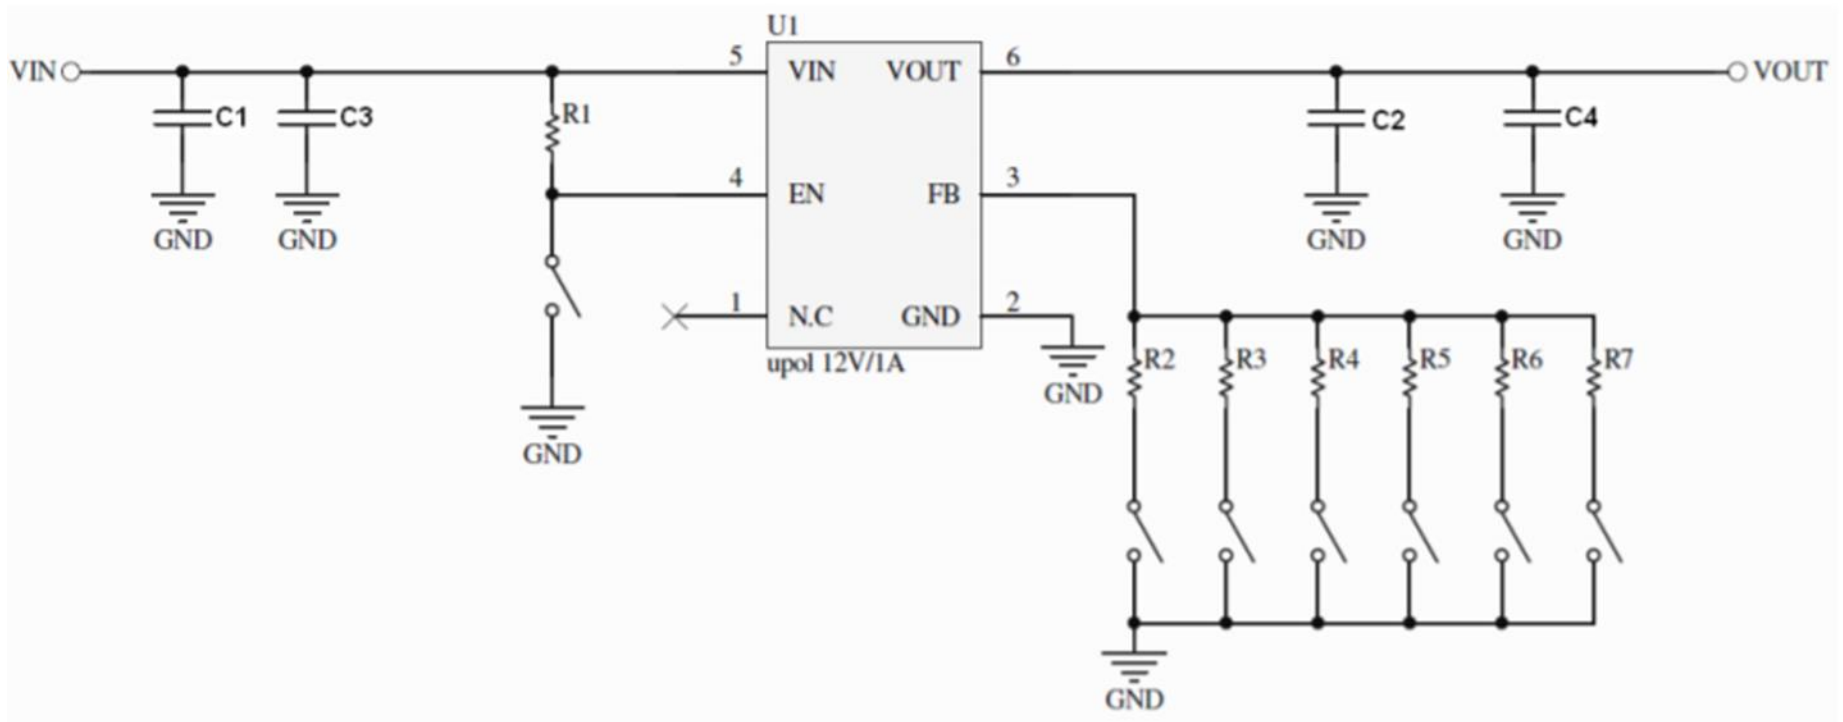 U1
VIN
5
VIN
VOUT
6
VOUT
C1
C3
R1
C2
C4
4
EN
FB
3
GND
GND
GND
GND
1
N.C
GND
2
upol 12V/1A
R2
R3
R4
R5
R6
R7
GND
GND
GND